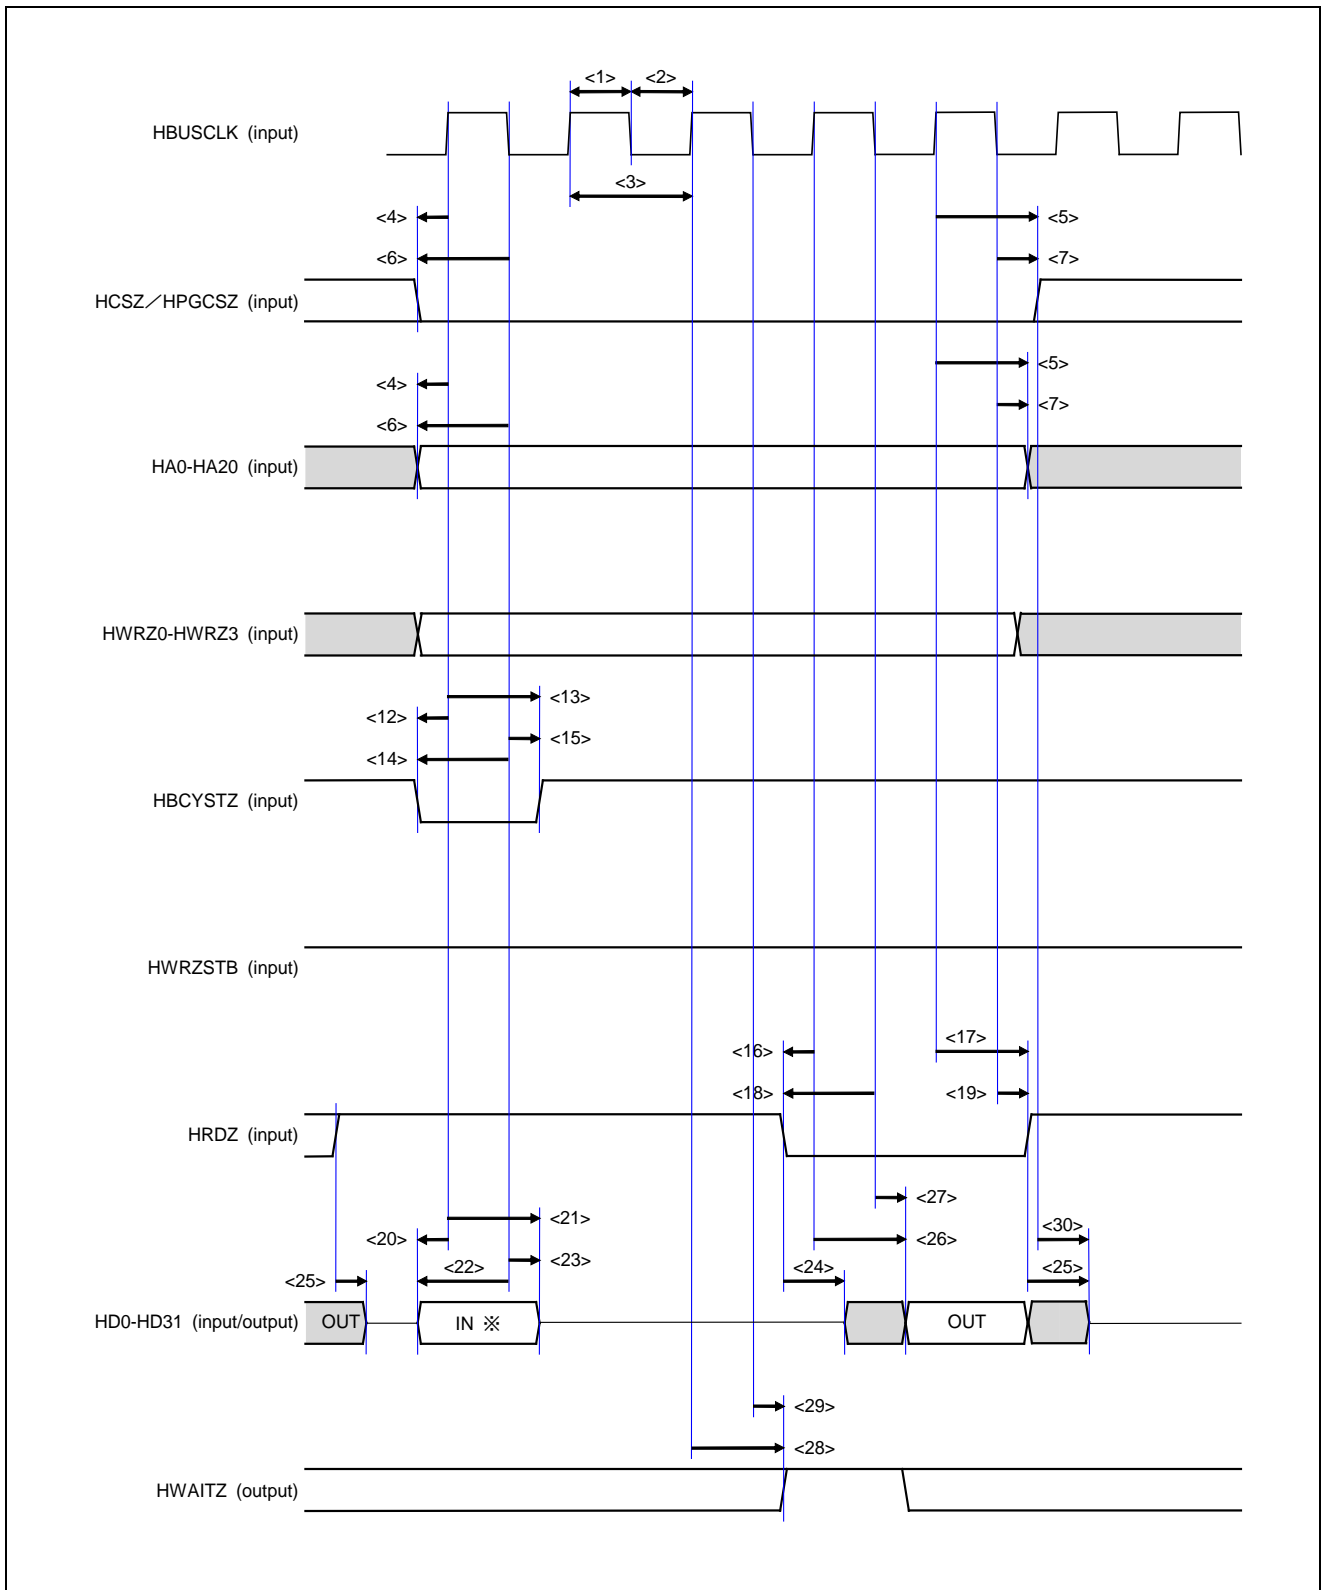 <1> <2>
HBUSCLK (input)
<3>
<4> <5>
<6> <7>
HCSZ／HPGCSZ (input)
<5>
<4>
<7>
<6>
HA0-HA20 (input)
HWRZ0-HWRZ3 (input)
<13>
<12>
<15>
<14>
HBCYSTZ (input)
HWRZSTB (input)
<17>
<16>
<18> <19>
HRDZ (input)
<27>
<21> <30>
<20> <26>
<23>
<25> <22> <24> <25>
HD0-HD31 (input/output) OUT IN ※ OUT
<29>
<28>
HWAITZ (output)